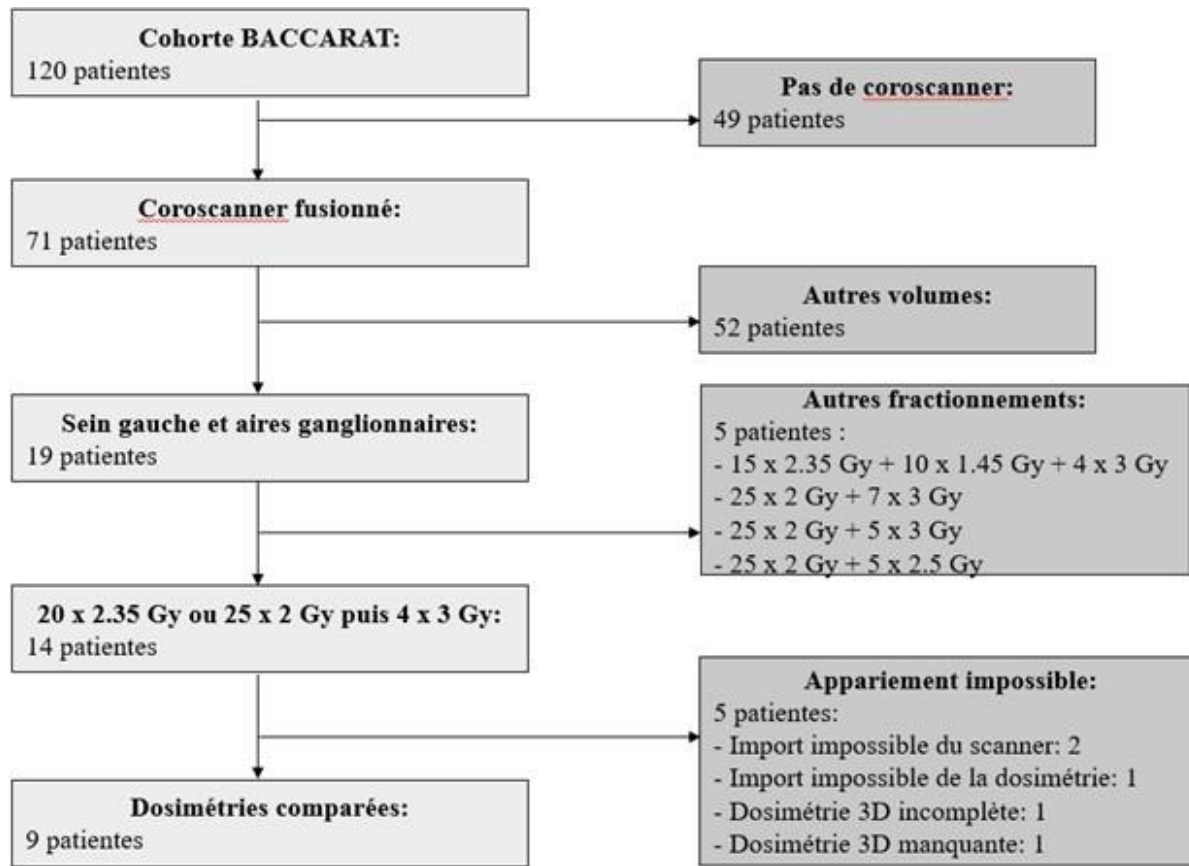 Cohorte BACCARAT:
120 patientes
Pas de coroscanner:
49 patientes
Coroscanner fusionné:
71 patientes
Autres volumes:
52 patientes
Sein gauche et aires ganglionnaires:
19 patientes
Autres fractionnements:
5 patientes :
- 15 x 2.35 Gy + 10 x 1.45 Gy + 4 x 3 Gy
- 25 x 2 Gy + 7 x 3 Gy
- 25 x 2 Gy + 5 x 3 Gy
- 25 x 2 Gy + 5 x 2.5 Gy
20 x 2.35 Gy ou 25 x 2 Gy puis 4 x 3 Gy:
14 patientes
Appariement impossible:
5 patientes:
- Import impossible du scanner: 2
- Import impossible de la dosimétrie: 1
- Dosimétrie 3D incomplète: 1
- Dosimétrie 3D manquante: 1
Dosimétries comparées:
9 patientes